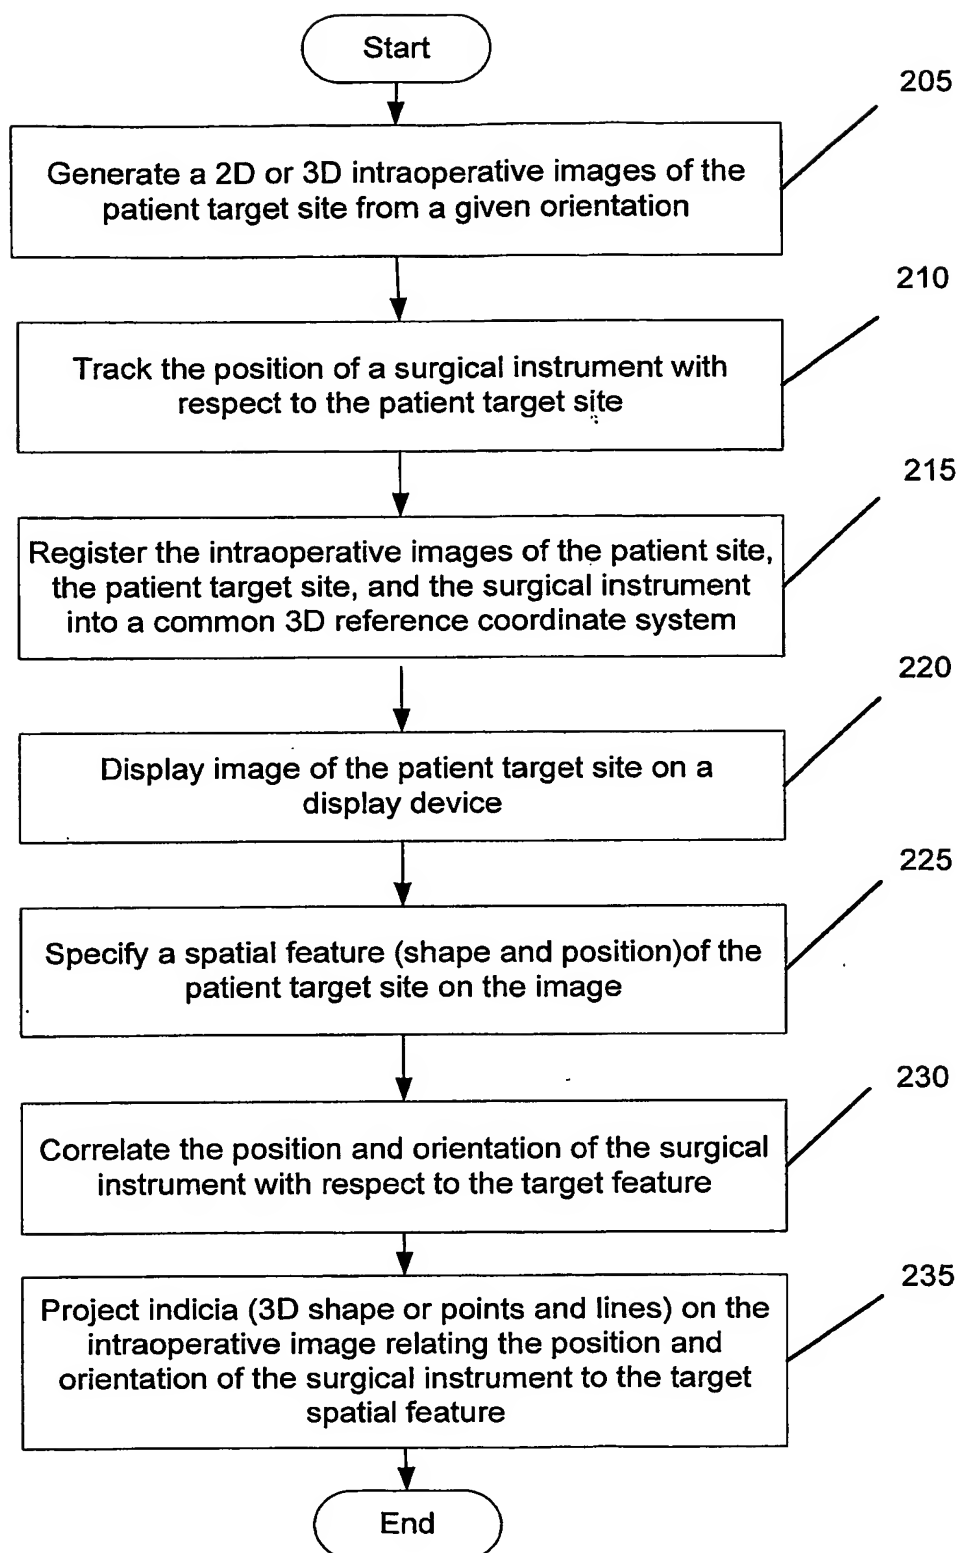 Start
205
Generate a 2D or 3D intraoperative images of the
patient target site from a given orientation
210
Track the position of a surgical instrument with
respect to the patient target site
215
Register the intraoperative images of the patient site,
the patient target site, and the surgical instrument
into a common 3D reference coordinate system
220
Display image of the patient target site on a
display device
225
Specify a spatial feature (shape and position)of the
patient target site on the image
230
Correlate the position and orientation of the surgical
instrument with respect to the target feature
235
Project indicia (3D shape or points and lines) on the
intraoperative image relating the position and
orientation of the surgical instrument to the target
spatial feature
End